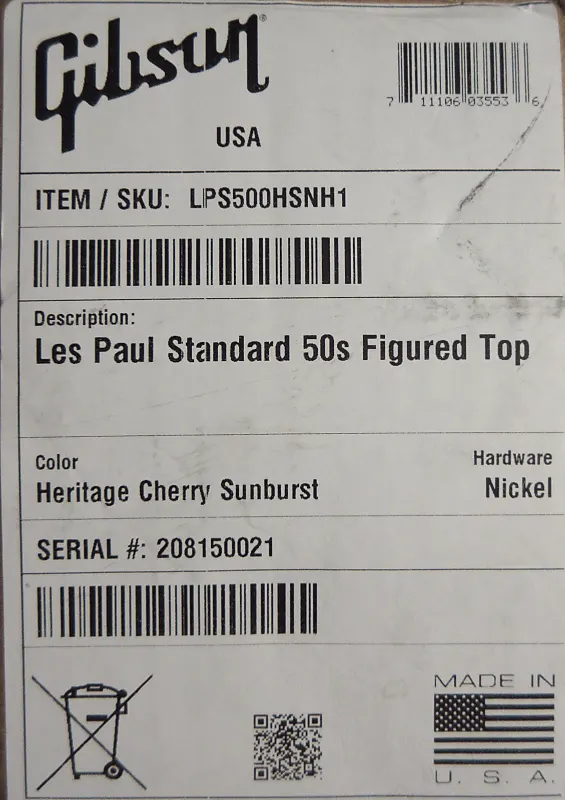 Gibson®
USA
7 11106 03553 6
ITEM / SKU: LPS500HSNH1
Description:
Les Paul Standard 50s Figured Top
Color
Hardware
Heritage Cherry Sunburst
Nickel
SERIAL #: 208150021
MADE IN
U. S. A.